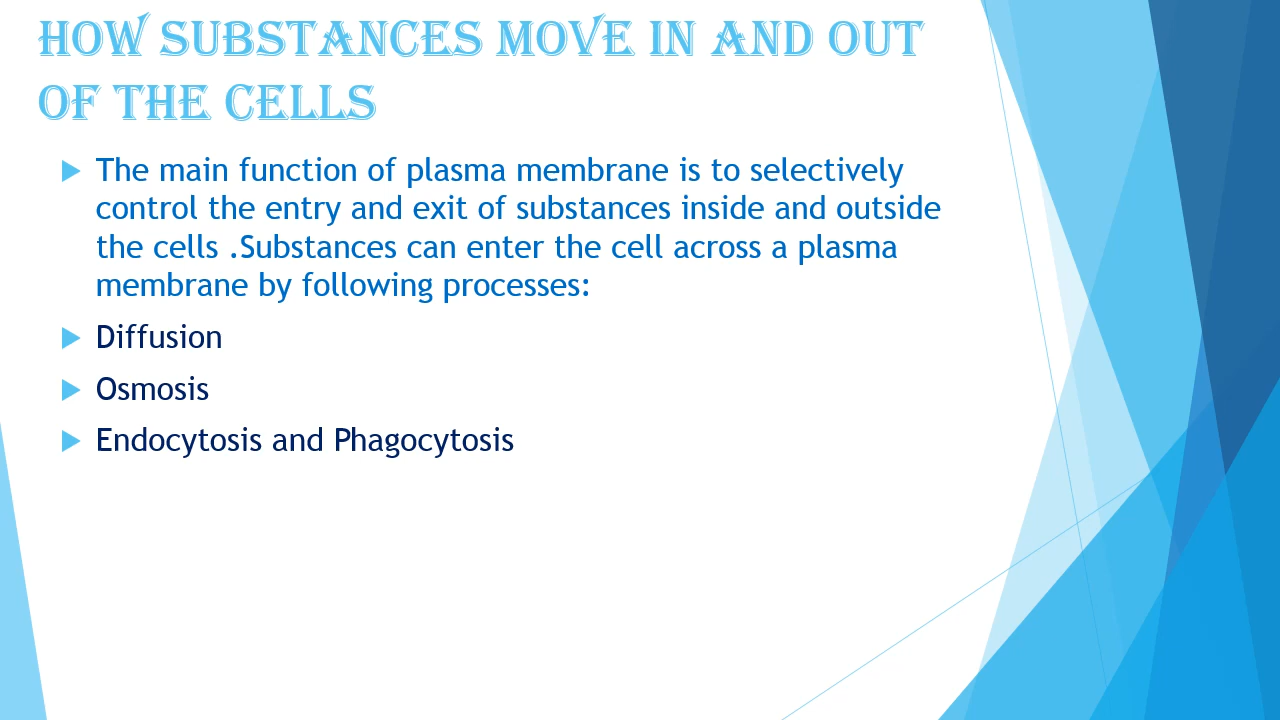 HOW SUBSTANCES MOVE IN AND OUT
OF THE CELLS
The main function of plasma membrane is to selectively
control the entry and exit of substances inside and outside
the cells .Substances can enter the cell across a plasma
membrane by following processes:
Diffusion
Osmosis
Endocytosis and Phagocytosis